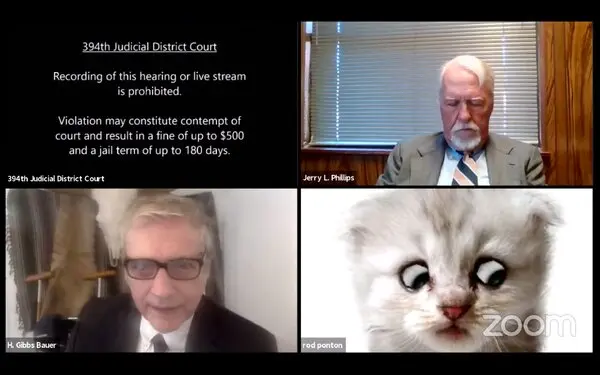 394th Judicial District Court
Recording of this hearing or live stream
is prohibited.
Violation may constitute contempt of
court and result in a fine of up to $500
and a jail term of up to 180 days.
394th Judicial District Court
Jerry L. Phillips
H. Gibbs Bauer
rod ponton
zoom